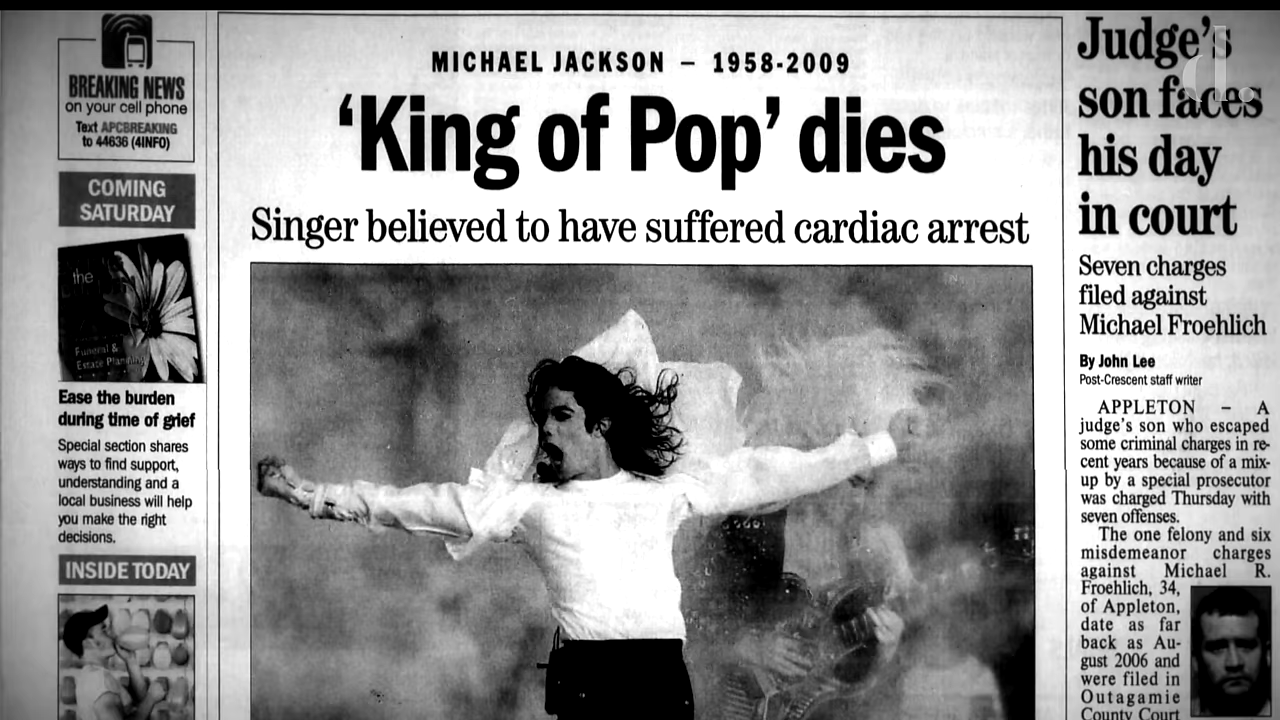 BREAKING NEWS
on your cell phone
Text APCBREAKING
to 44636 (4INFO)
COMING
SATURDAY
the
Funeral &
Estate Planning
Ease the burden
during time of grief
Special section shares
ways to find support,
understanding and a
local business will help
you make the right
decisions.
INSIDE TODAY
MICHAEL JACKSON – 1958-2009
‘King of Pop’ dies
Singer believed to have suffered cardiac arrest
Judge’s
son faces
his day
in court
Seven charges
filed against
Michael Froehlich
By John Lee
Post-Crescent staff writer
APPLETON – A
judge’s son who escaped
some criminal charges in re-
cent years because of a mix-
up by a special prosecutor
was charged Thursday with
seven offenses.
The one felony and six
misdemeanor charges
against Michael R.
Froehlich, 34,
of Appleton,
date as far
back as Au-
gust 2006 and
were filed in
Outagamie
County Court
d.